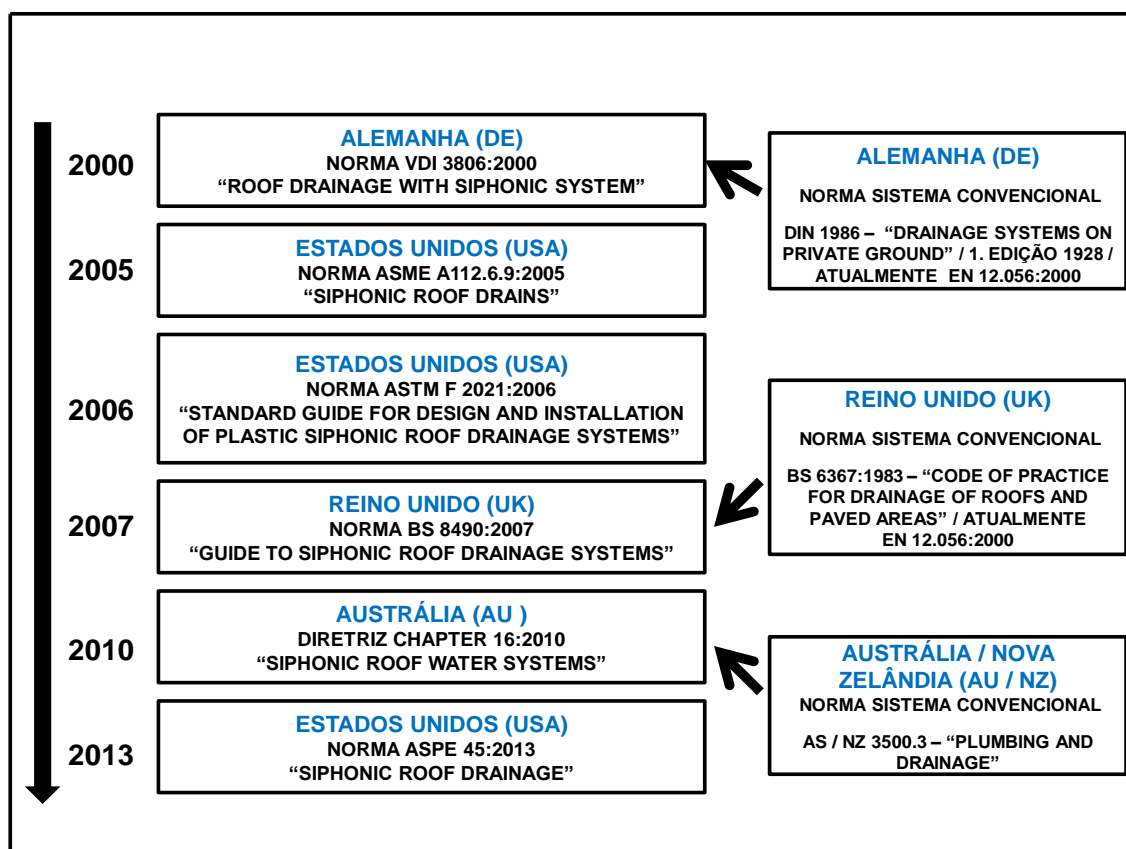 2000
ALEMANHA (DE)
NORMA VDI 3806:2000
“ROOF DRAINAGE WITH SIPHONIC SYSTEM”
2005
ESTADOS UNIDOS (USA)
NORMA ASME A112.6.9:2005
“SIPHONIC ROOF DRAINS”
2006
ESTADOS UNIDOS (USA)
NORMA ASTM F 2021:2006
“STANDARD GUIDE FOR DESIGN AND INSTALLATION
OF PLASTIC SIPHONIC ROOF DRAINAGE SYSTEMS”
2007
REINO UNIDO (UK)
NORMA BS 8490:2007
“GUIDE TO SIPHONIC ROOF DRAINAGE SYSTEMS”
2010
AUSTRÁLIA (AU )
DIRETRIZ CHAPTER 16:2010
“SIPHONIC ROOF WATER SYSTEMS”
2013
ESTADOS UNIDOS (USA)
NORMA ASPE 45:2013
“SIPHONIC ROOF DRAINAGE”
ALEMANHA (DE)
NORMA SISTEMA CONVENCIONAL
DIN 1986 – “DRAINAGE SYSTEMS ON
PRIVATE GROUND” / 1. EDIÇÃO 1928 /
ATUALMENTE EN 12.056:2000
REINO UNIDO (UK)
NORMA SISTEMA CONVENCIONAL
BS 6367:1983 – “CODE OF PRACTICE
FOR DRAINAGE OF ROOFS AND
PAVED AREAS” / ATUALMENTE
EN 12.056:2000
AUSTRÁLIA / NOVA
ZELÂNDIA (AU / NZ)
NORMA SISTEMA CONVENCIONAL
AS / NZ 3500.3 – “PLUMBING AND
DRAINAGE”